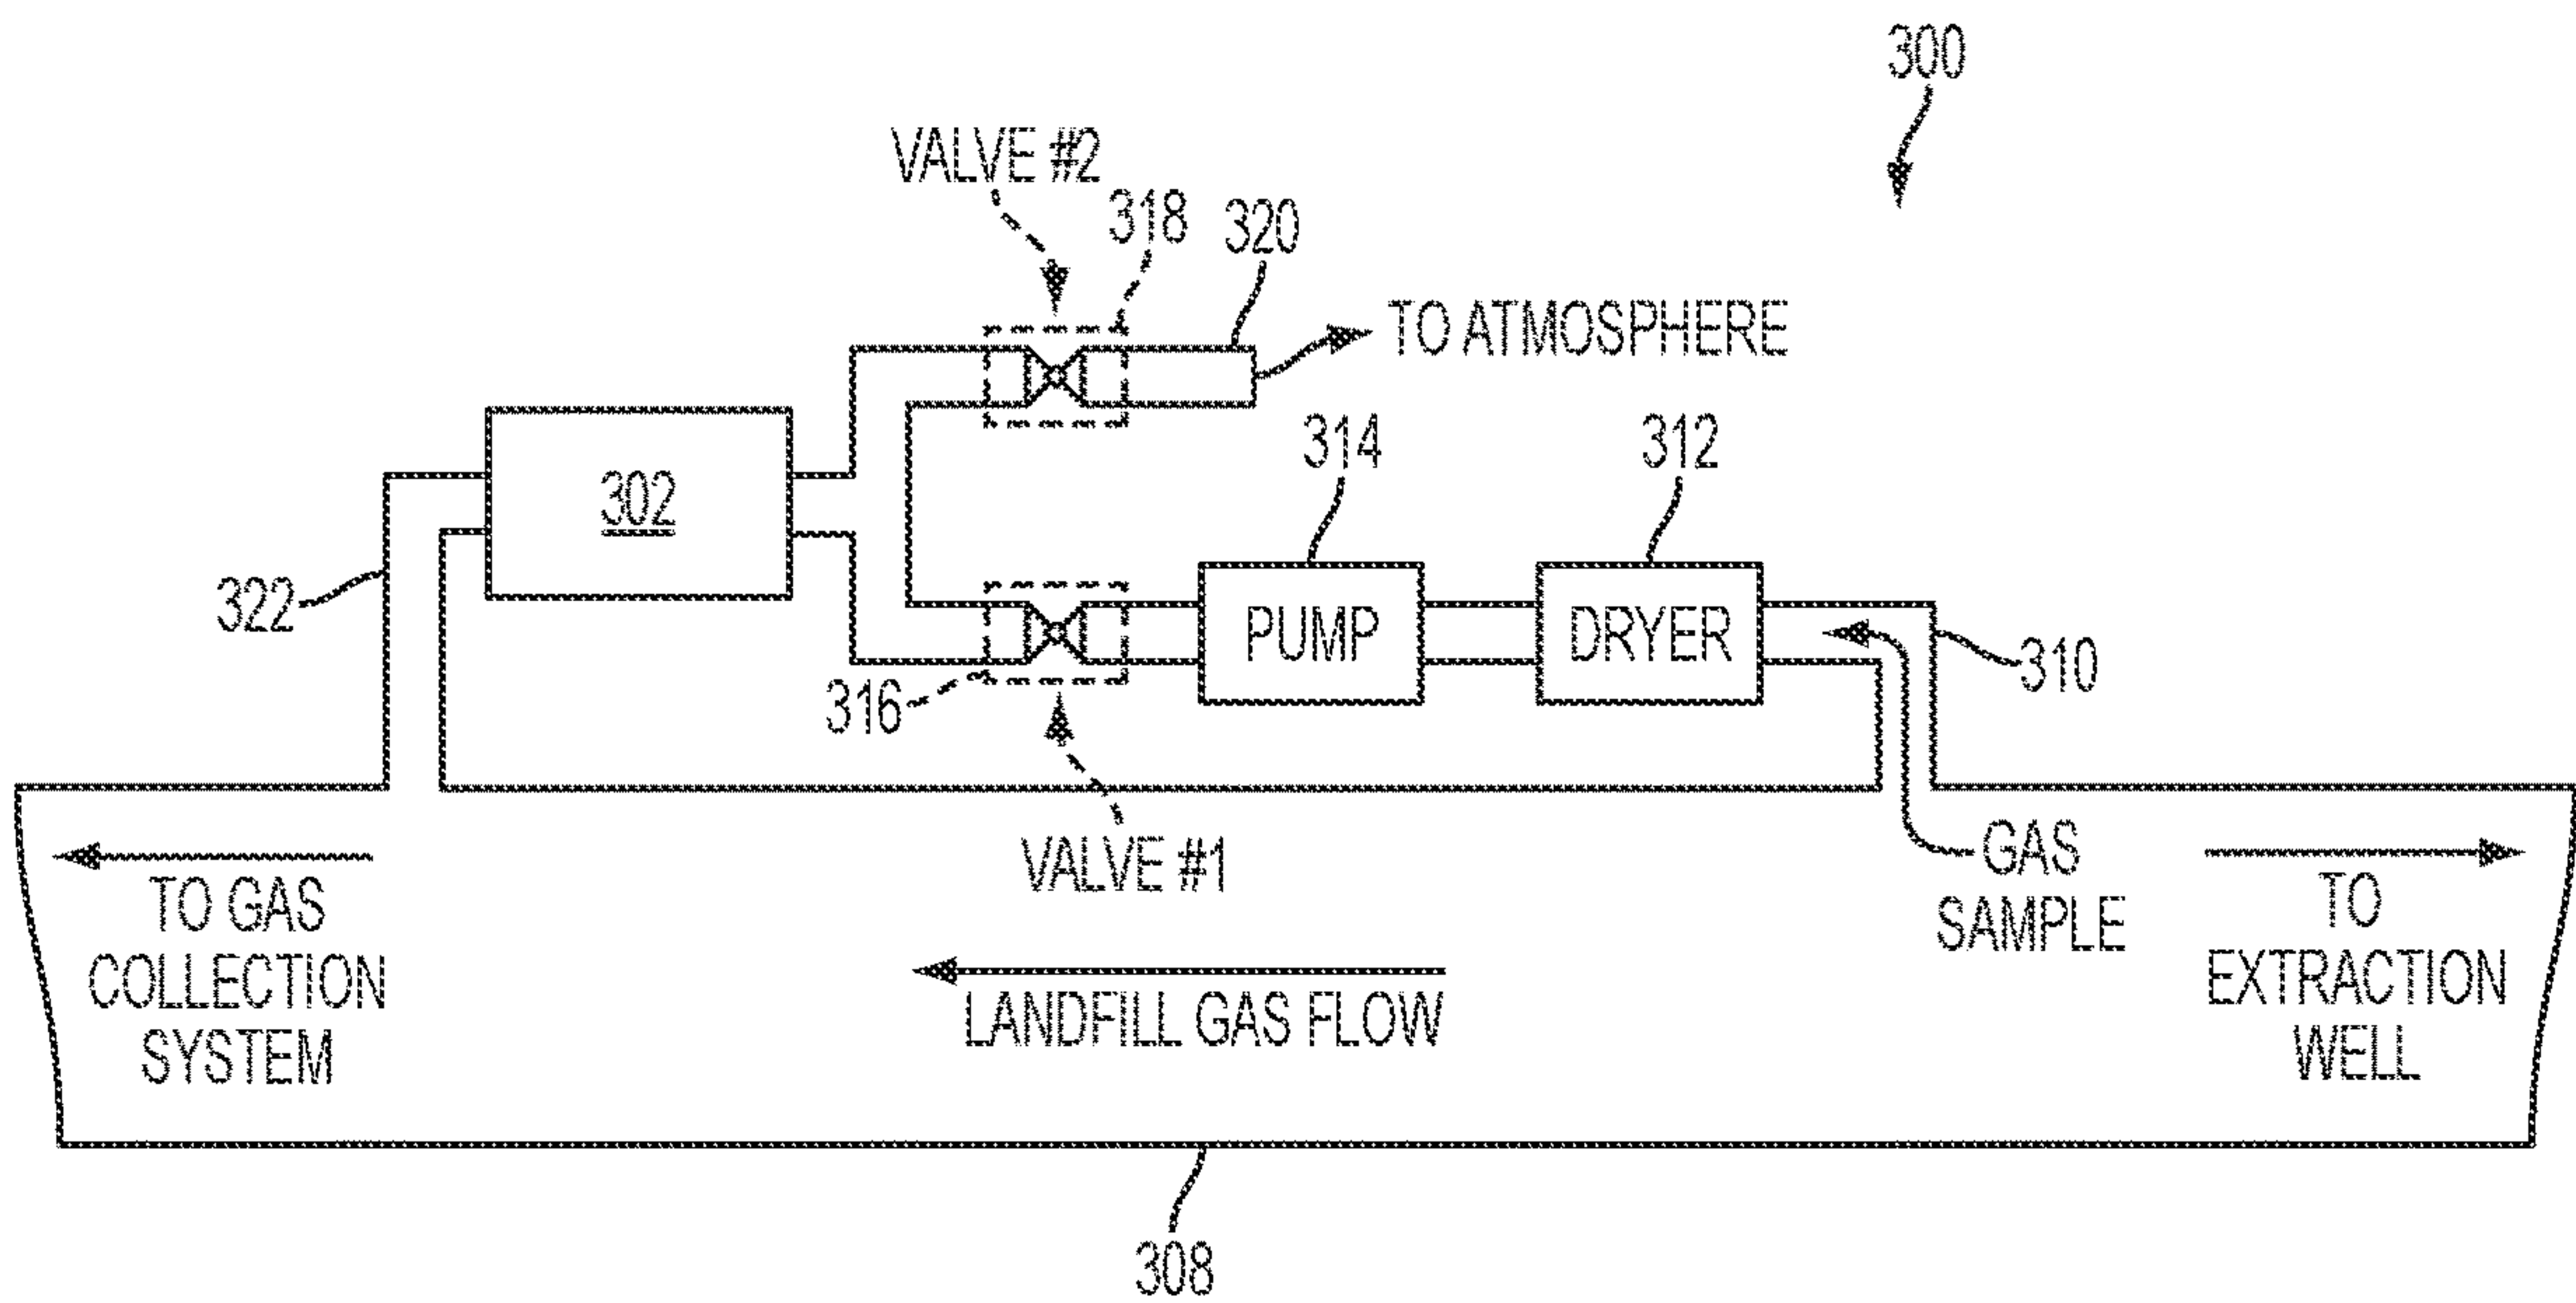 300
VALVE #2
318
320
TO ATMOSPHERE
314
312
302
322
PUMP
DRYER
310
316
VALVE #1
GAS
SAMPLE
TO GAS
COLLECTION
SYSTEM
LANDFILL GAS FLOW
TO
EXTRACTION
WELL
308